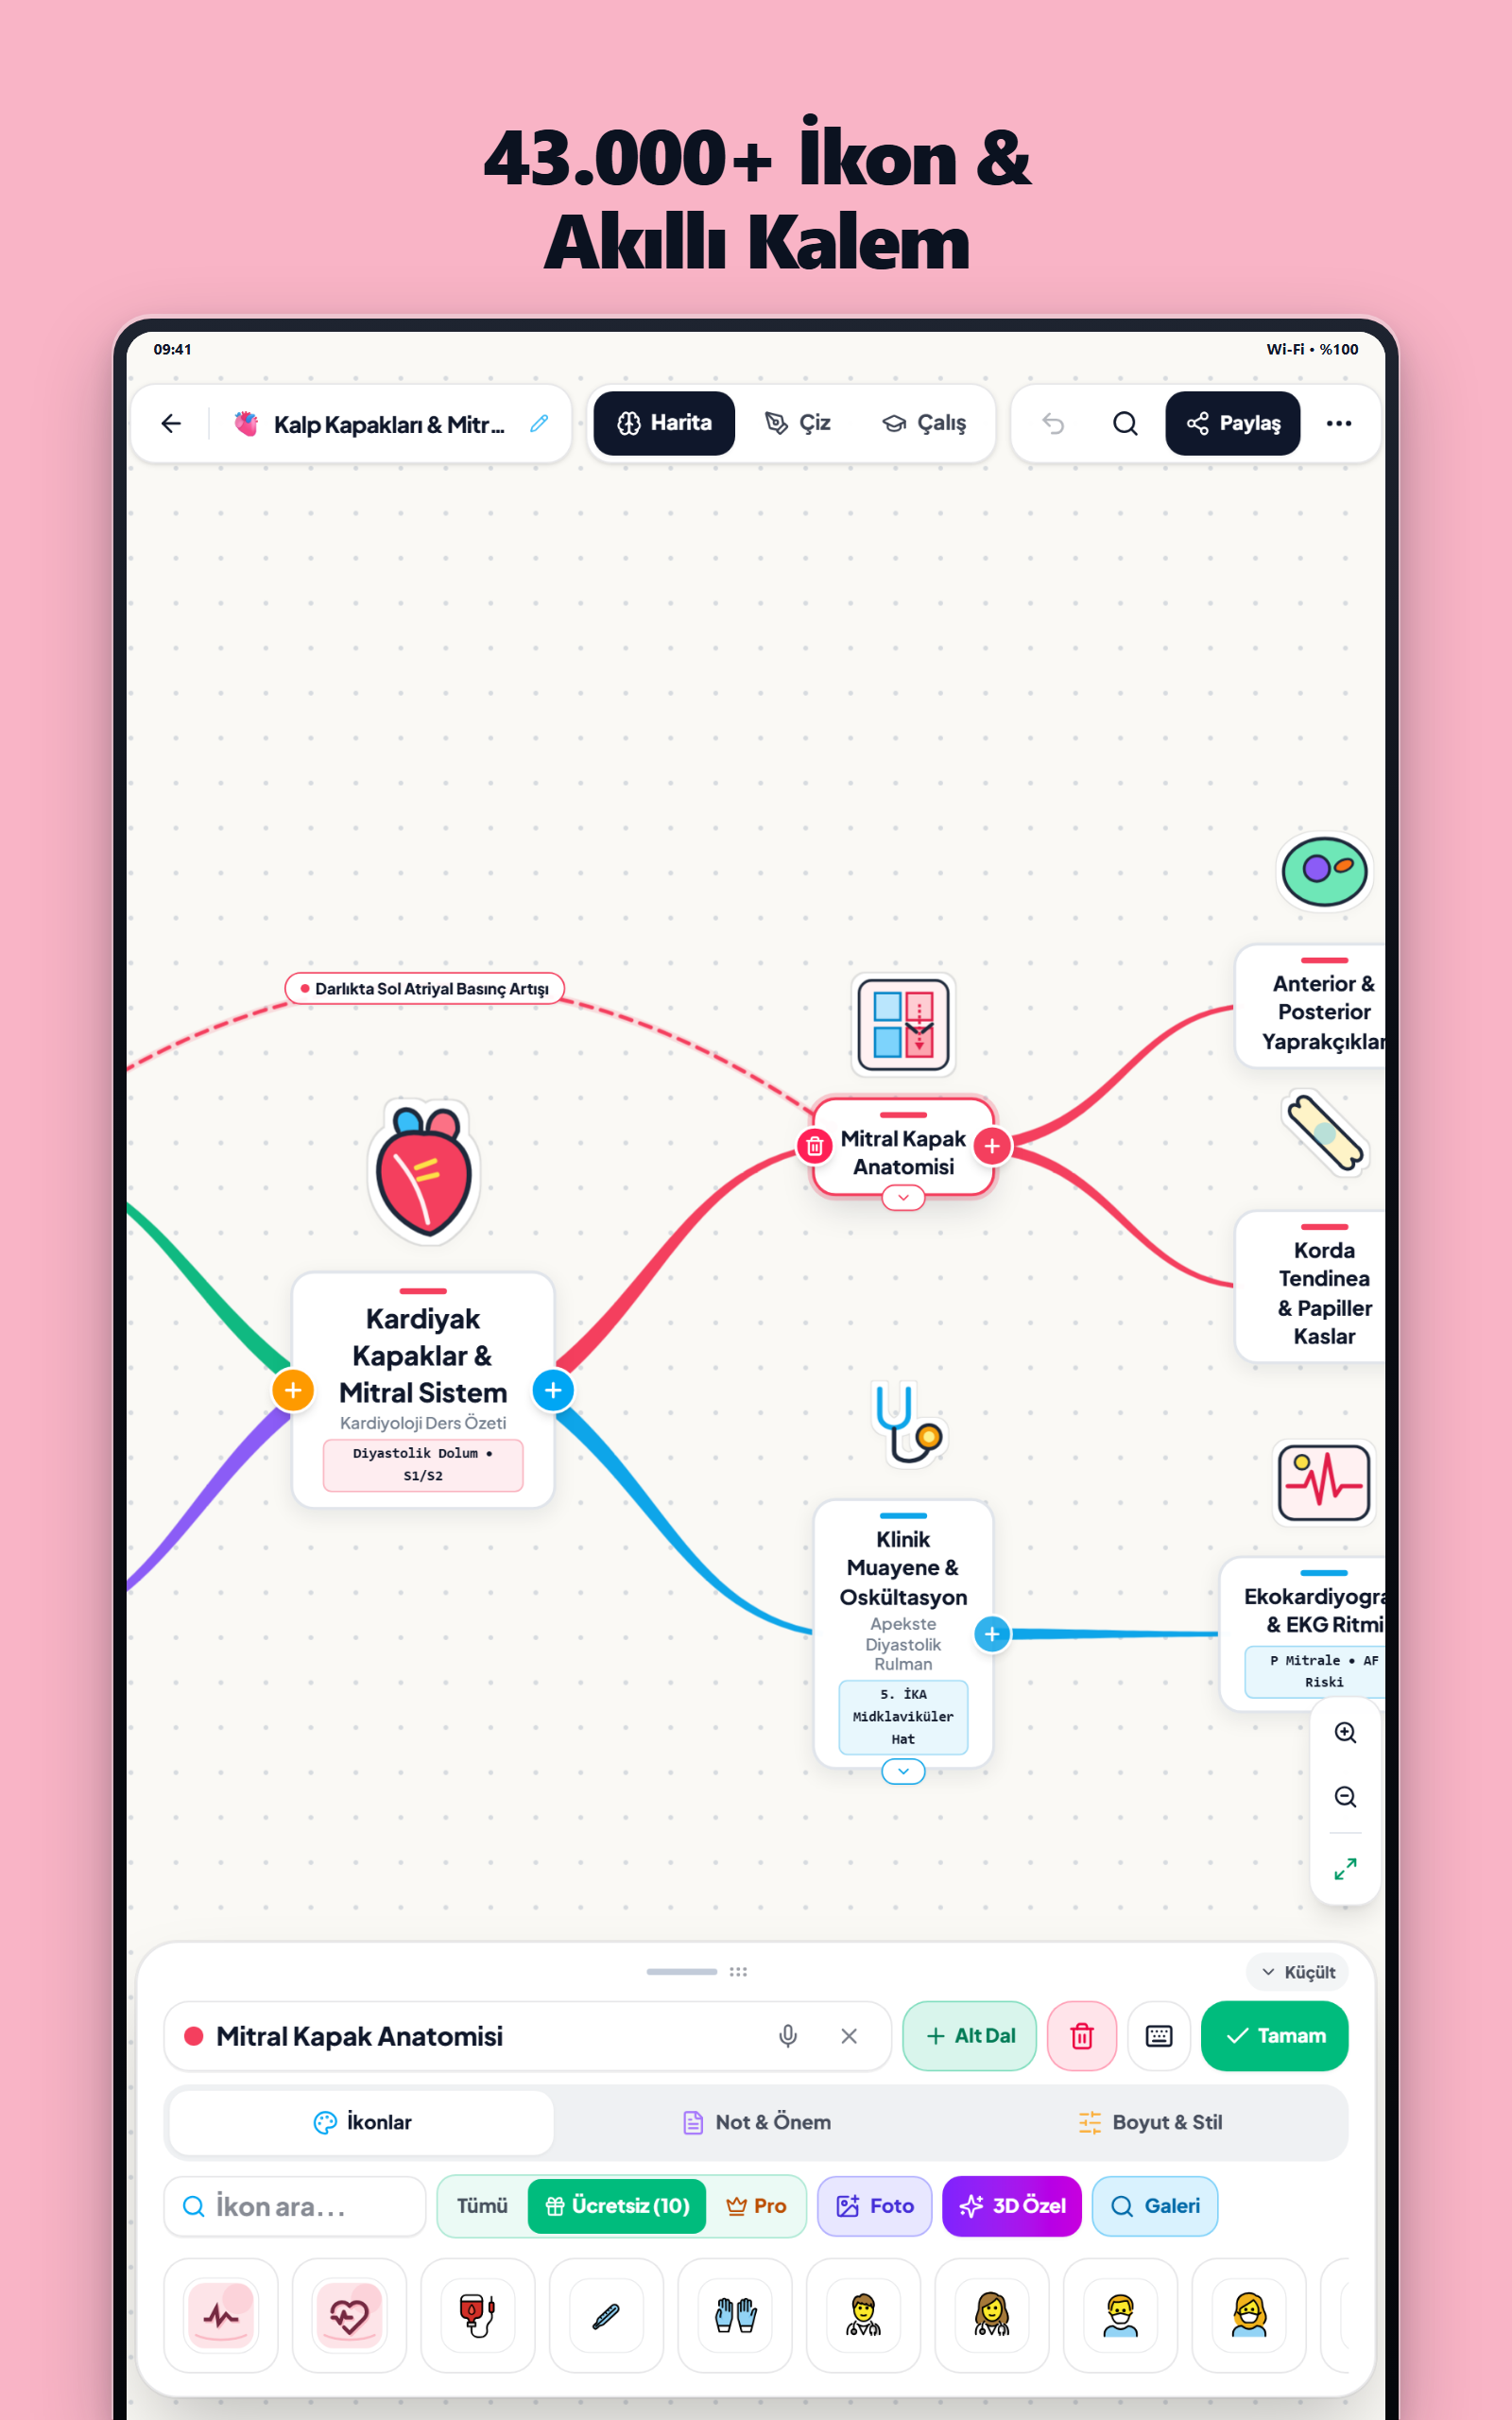 43.000+ İkon &
Akıllı Kalem
09:41
Wi-Fi • %100
Kalp Kapakları & Mitr...
Harita
Çiz
Çalış
Paylaş
Darlıkta Sol Atriyal Basınç Artışı
Anterior &
Posterior
Yaprakçıklar
Mitral Kapak
Anatomisi
Korda
Tendinea
& Papiller
Kaslar
Kardiyak
Kapaklar &
Mitral Sistem
Kardiyoloji Ders Özeti
Diyastolik Dolum •
S1/S2
Klinik
Muayene &
Oskültasyon
Apekste
Diyastolik
Rulman
5. İKA
Midklaviküler
Hat
Ekokardiyogra
& EKG Ritmi
P Mitrale • AF
Riski
Küçült
Mitral Kapak Anatomisi
+ Alt Dal
Tamam
İkonlar
Not & Önem
Boyut & Stil
İkon ara...
Tümü
Ücretsiz (10)
Pro
Foto
3D Özel
Galeri